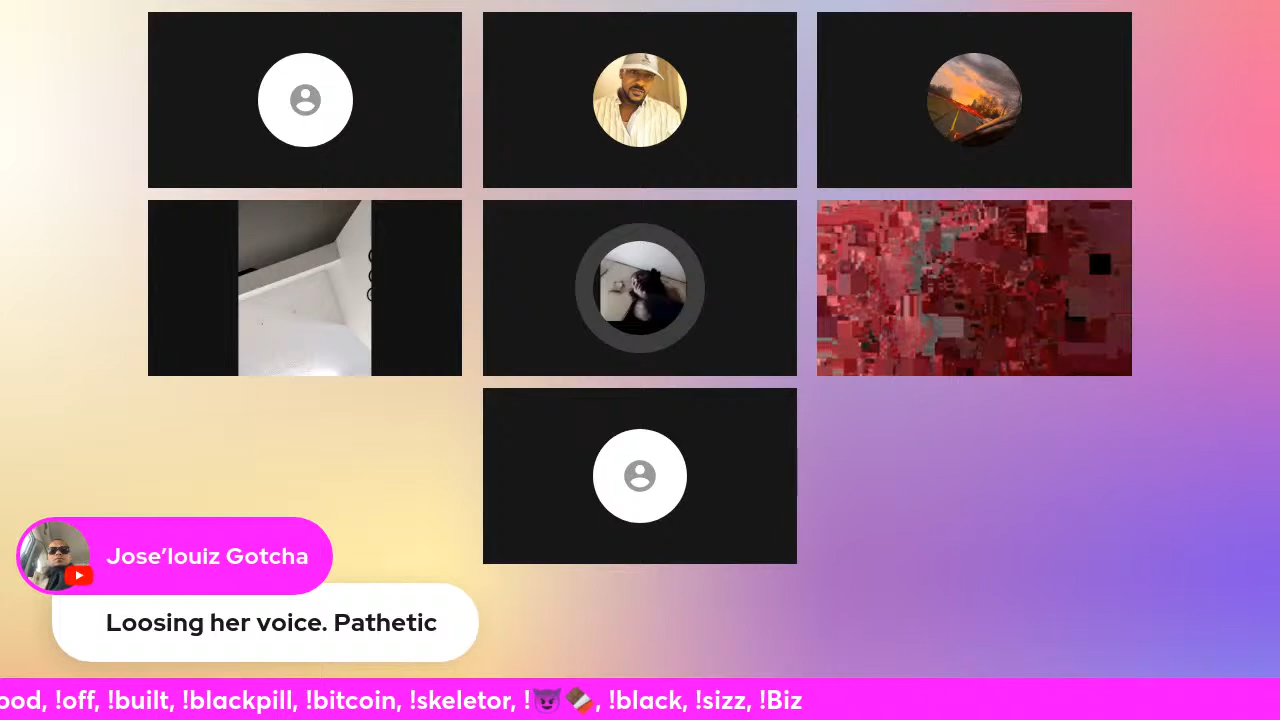 Jose'louiz Gotcha
Loosing her voice. Pathetic
ood, !off, !built, !blackpill, !bitcoin, !skeletor, !😈🍫, !black, !sizz, !Biz